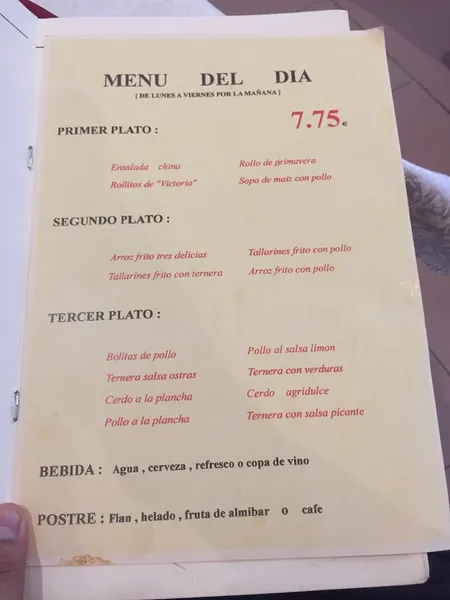 MENU DEL DIA
[ DE LUNES A VIERNES POR LA MAÑANA ]
7.75€
PRIMER PLATO :
Ensalada china
Rollo de primavera
Rollitos de "Victoria"
Sopa de maiz con pollo
SEGUNDO PLATO :
Arroz frito tres delicias
Tallarines frito con pollo
Tallarines frito con ternera
Arroz frito con pollo
TERCER PLATO :
Bolitas de pollo
Pollo al salsa limon
Ternera salsa ostras
Ternera con verduras
Cerdo a la plancha
Cerdo agridulce
Pollo a la plancha
Ternera con salsa picante
BEBIDA : Agua , cerveza , refresco o copa de vino
POSTRE : Flan , helado , fruta de almibar o cafe